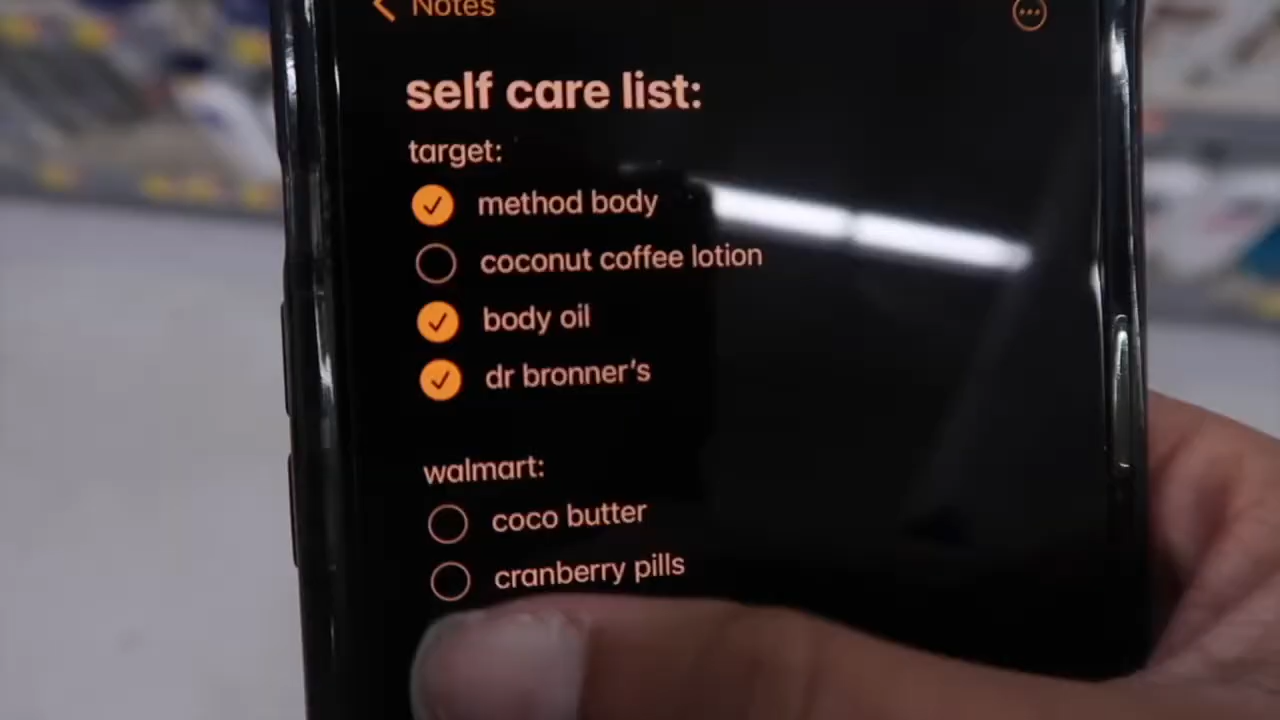 Notes
self care list:
target:
method body
coconut coffee lotion
body oil
dr bronner's
walmart:
coco butter
cranberry pills